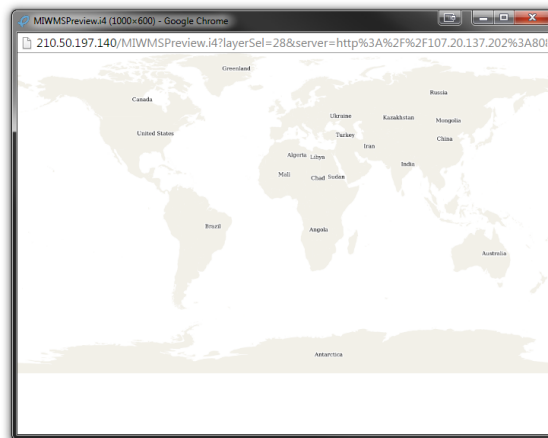 MIWMSPreview.i4 (1000×600) - Google Chrome
210.50.197.140/MIWMSPreview.i4?layerSel=28&server=http%3A%2F%2F107.20.137.202%3A80
Greenland
Canada
Russia
Ukraine
Kazakhstan
Mongolia
United States
Turkey
China
Iran
Algeria
Libya
India
Mali
Chad
Sudan
Brazil
Angola
Australia
Antarctica